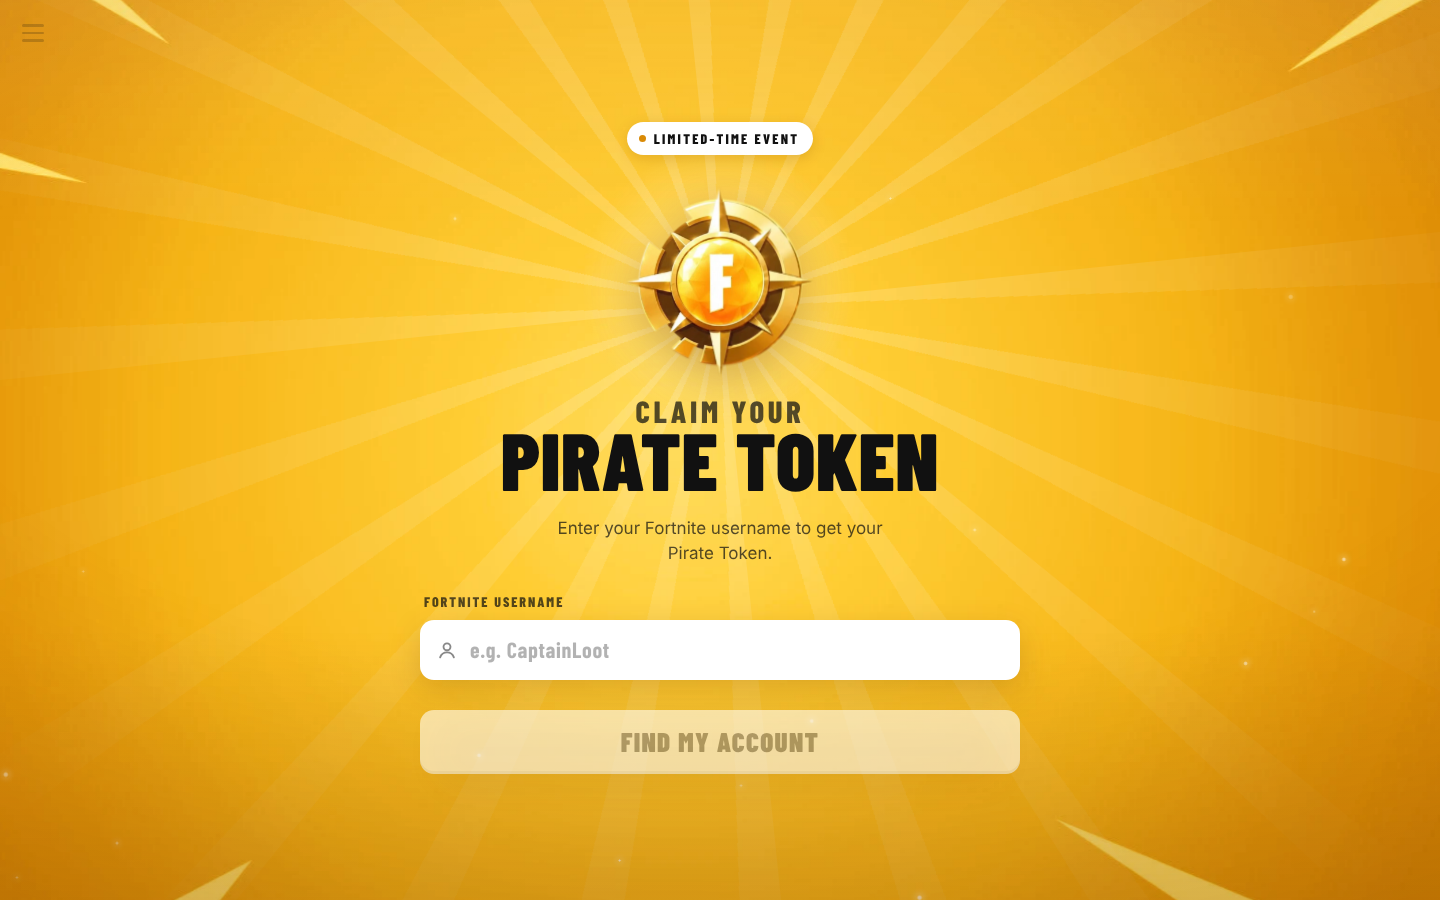 LIMITED-TIME EVENT
F
CLAIM YOUR
PIRATE TOKEN
Enter your Fortnite username to get your
Pirate Token.
FORTNITE USERNAME
e.g. CaptainLoot
FIND MY ACCOUNT